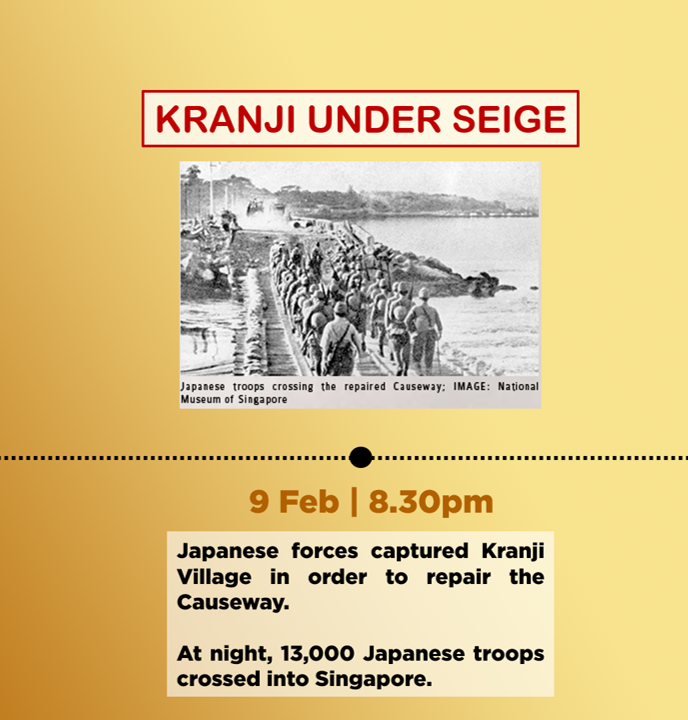 KRANJI UNDER SEIGE
Japanese troops crossing the repaired Causeway; IMAGE: National
Museum of Singapore
9 Feb | 8.30pm
Japanese forces captured Kranji
Village in order to repair the
Causeway.
At night, 13,000 Japanese troops
crossed into Singapore.